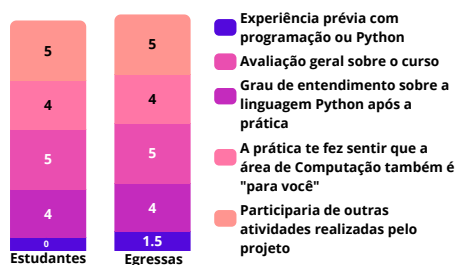 5
4
5
4
0
Estudantes
5
4
5
4
1.5
Egressas
Experiência prévia com
programação ou Python
Avaliação geral sobre o curso
Grau de entendimento sobre a
linguagem Python após a
prática
A prática te fez sentir que a
área de Computação também é
"para você"
Participaria de outras
atividades realizadas pelo
projeto